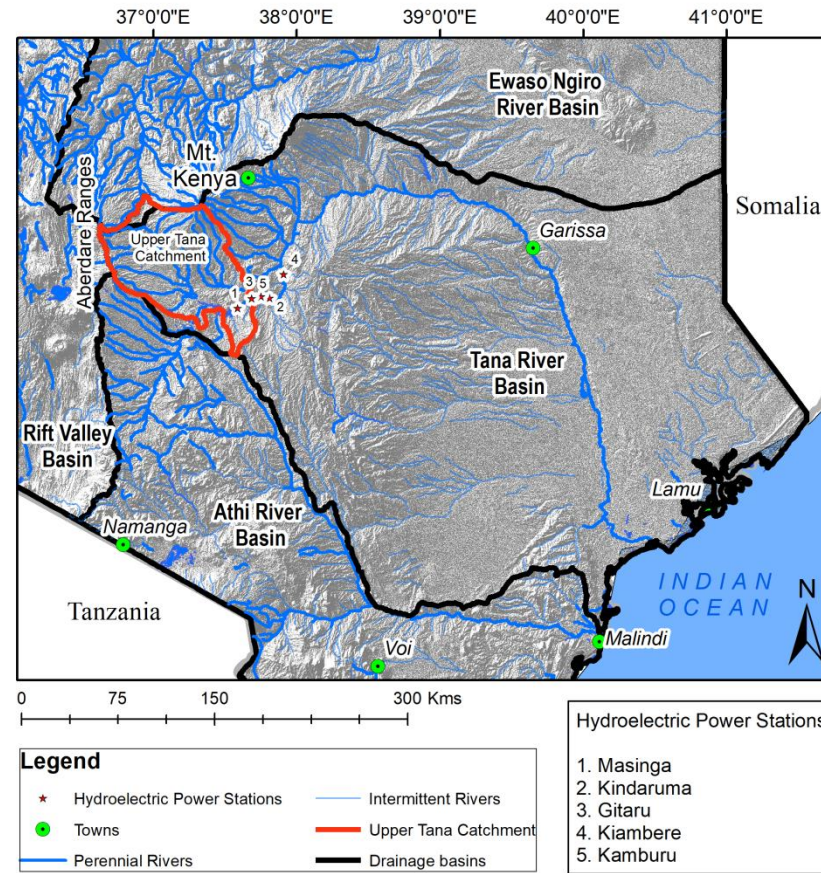 37°0'0"E
38°0'0"E
39°0'0"E
40°0'0"E
41°0'0"E
Ewaso Ngiro
River Basin
Mt.
Kenya
Aberdare Ranges
Upper Tana
Catchment
Somalia
Garissa
4
3
5
1
2
Tana River
Basin
Rift Valley
Basin
Lamu
Athi River
Basin
Namanga
INDIAN
OCEAN
N
Tanzania
Voi
Malindi
0 75 150 300 Kms
Hydroelectric Power Stations
1. Masinga
2. Kindaruma
3. Gitaru
4. Kiambere
5. Kamburu
Legend
Hydroelectric Power Stations
Towns
Perennial Rivers
Intermittent Rivers
Upper Tana Catchment
Drainage basins